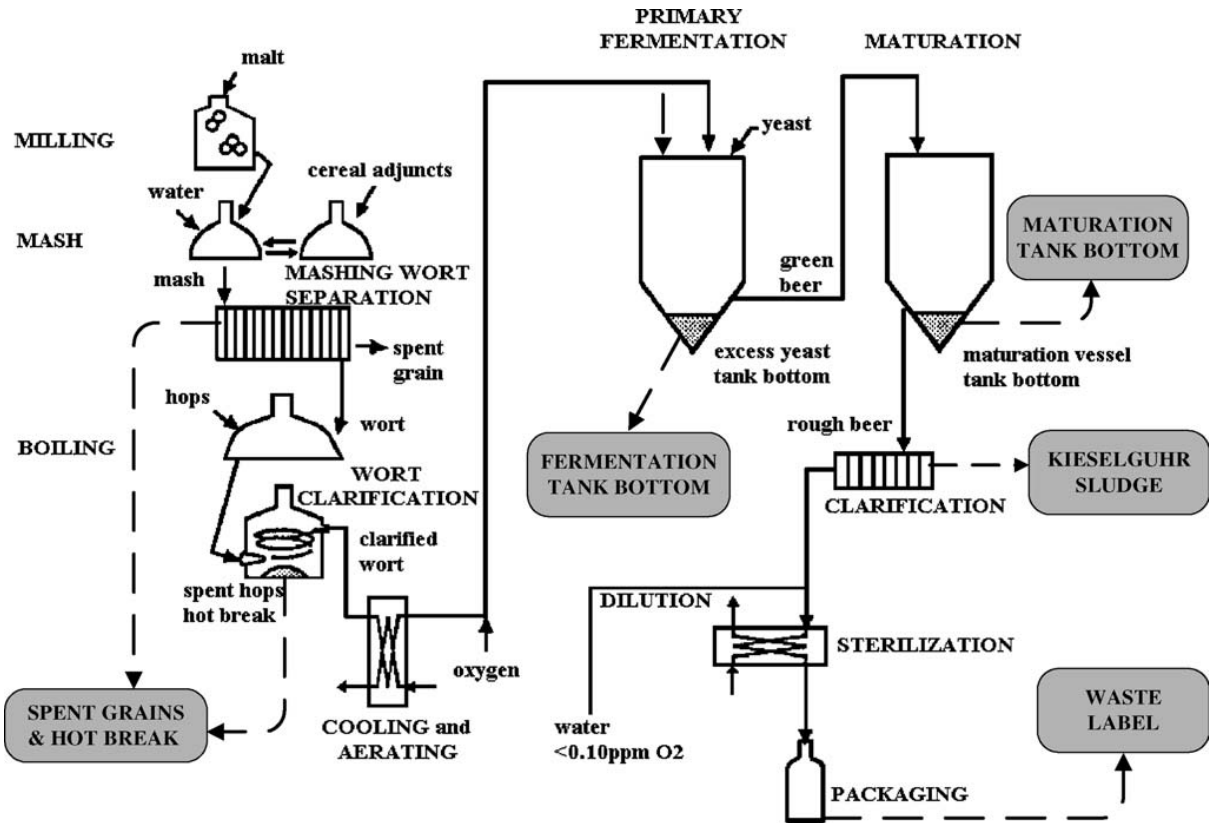 PRIMARY
FERMENTATION
MATURATION
malt
MILLING
yeast
cereal adjuncts
water
MASH
MATURATION
TANK BOTTOM
mash
MASHING WORT
SEPARATION
green
beer
spent
grain
excess yeast
tank bottom
maturation vessel
tank bottom
hops
wort
rough beer
BOILING
FERMENTATION
TANK BOTTOM
KIESELGUHR
SLUDGE
WORT
CLARIFICATION
CLARIFICATION
clarified
wort
spent hops
hot break
DILUTION
STERILIZATION
oxygen
SPENT GRAINS
& HOT BREAK
COOLING and
AERATING
water
<0.10ppm O2
WASTE
LABEL
PACKAGING